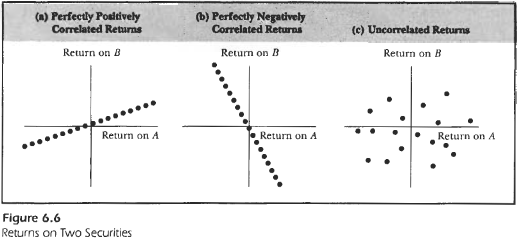 (a) Perfectly Positively
Correlated Returns
(b) Perfectly Negatively
Correlated Returns
(c) Uncorrelated Returns
Return on B
Return on A
Return on B
Return on A
Return on B
Return on A
Figure 6.6
Returns on Two Securities